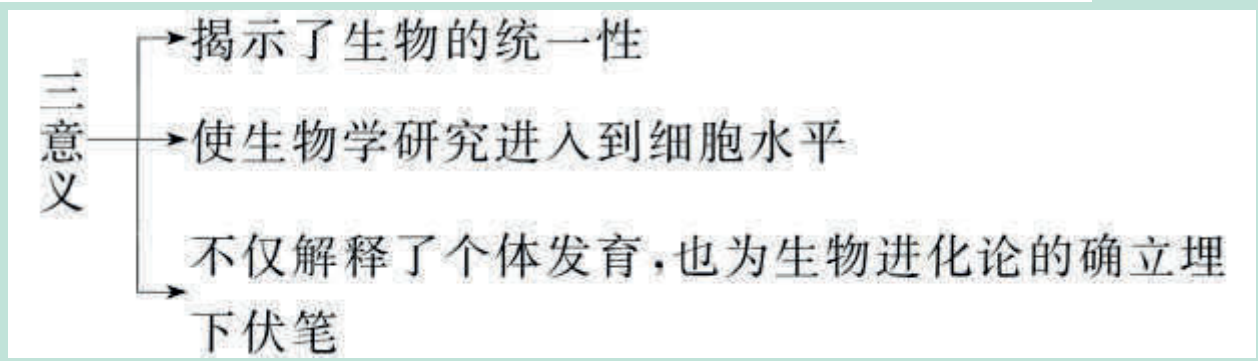 揭示了生物的统一性
三意义
使生物学研究进入到细胞水平
不仅解释了个体发育,也为生物进化论的确立埋
下伏笔